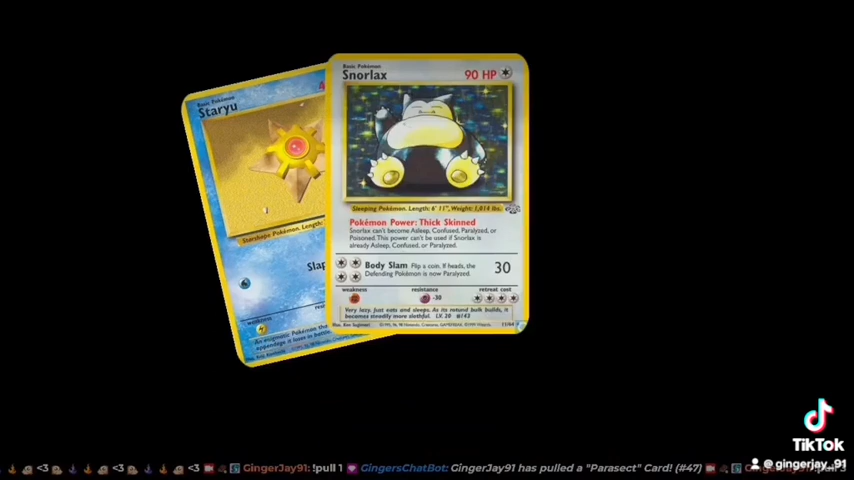 Basic Pokémon
Staryu
Starshape Pokémon. Length:
Slap
weakness
An enigmatic Pokémon tha
appendage it loses in battle
Basic Pokémon
Snorlax
90 HP
Sleeping Pokémon. Length: 6' 11", Weight: 1,014 lbs.
Pokémon Power: Thick Skinned
Snorlax can't become Asleep, Confused, Paralyzed, or
Poisoned. This power can't be used if Snorlax is
already Asleep, Confused, or Paralyzed.
Body Slam Flip a coin. If heads, the
Defending Pokémon is now Paralyzed.
30
weakness
resistance
retreat cost
-30
Very lazy. Just eats and sleeps. As its rotund bulk builds, it
becomes steadily more slothful. LV. 20 #143
11/64
TikTok
@gingerjay_91
<3 <3 <3 <3 GingerJay91: !pull 1 GingersChatBot: GingerJay91 has pulled a "Parasect" Card! (#47)